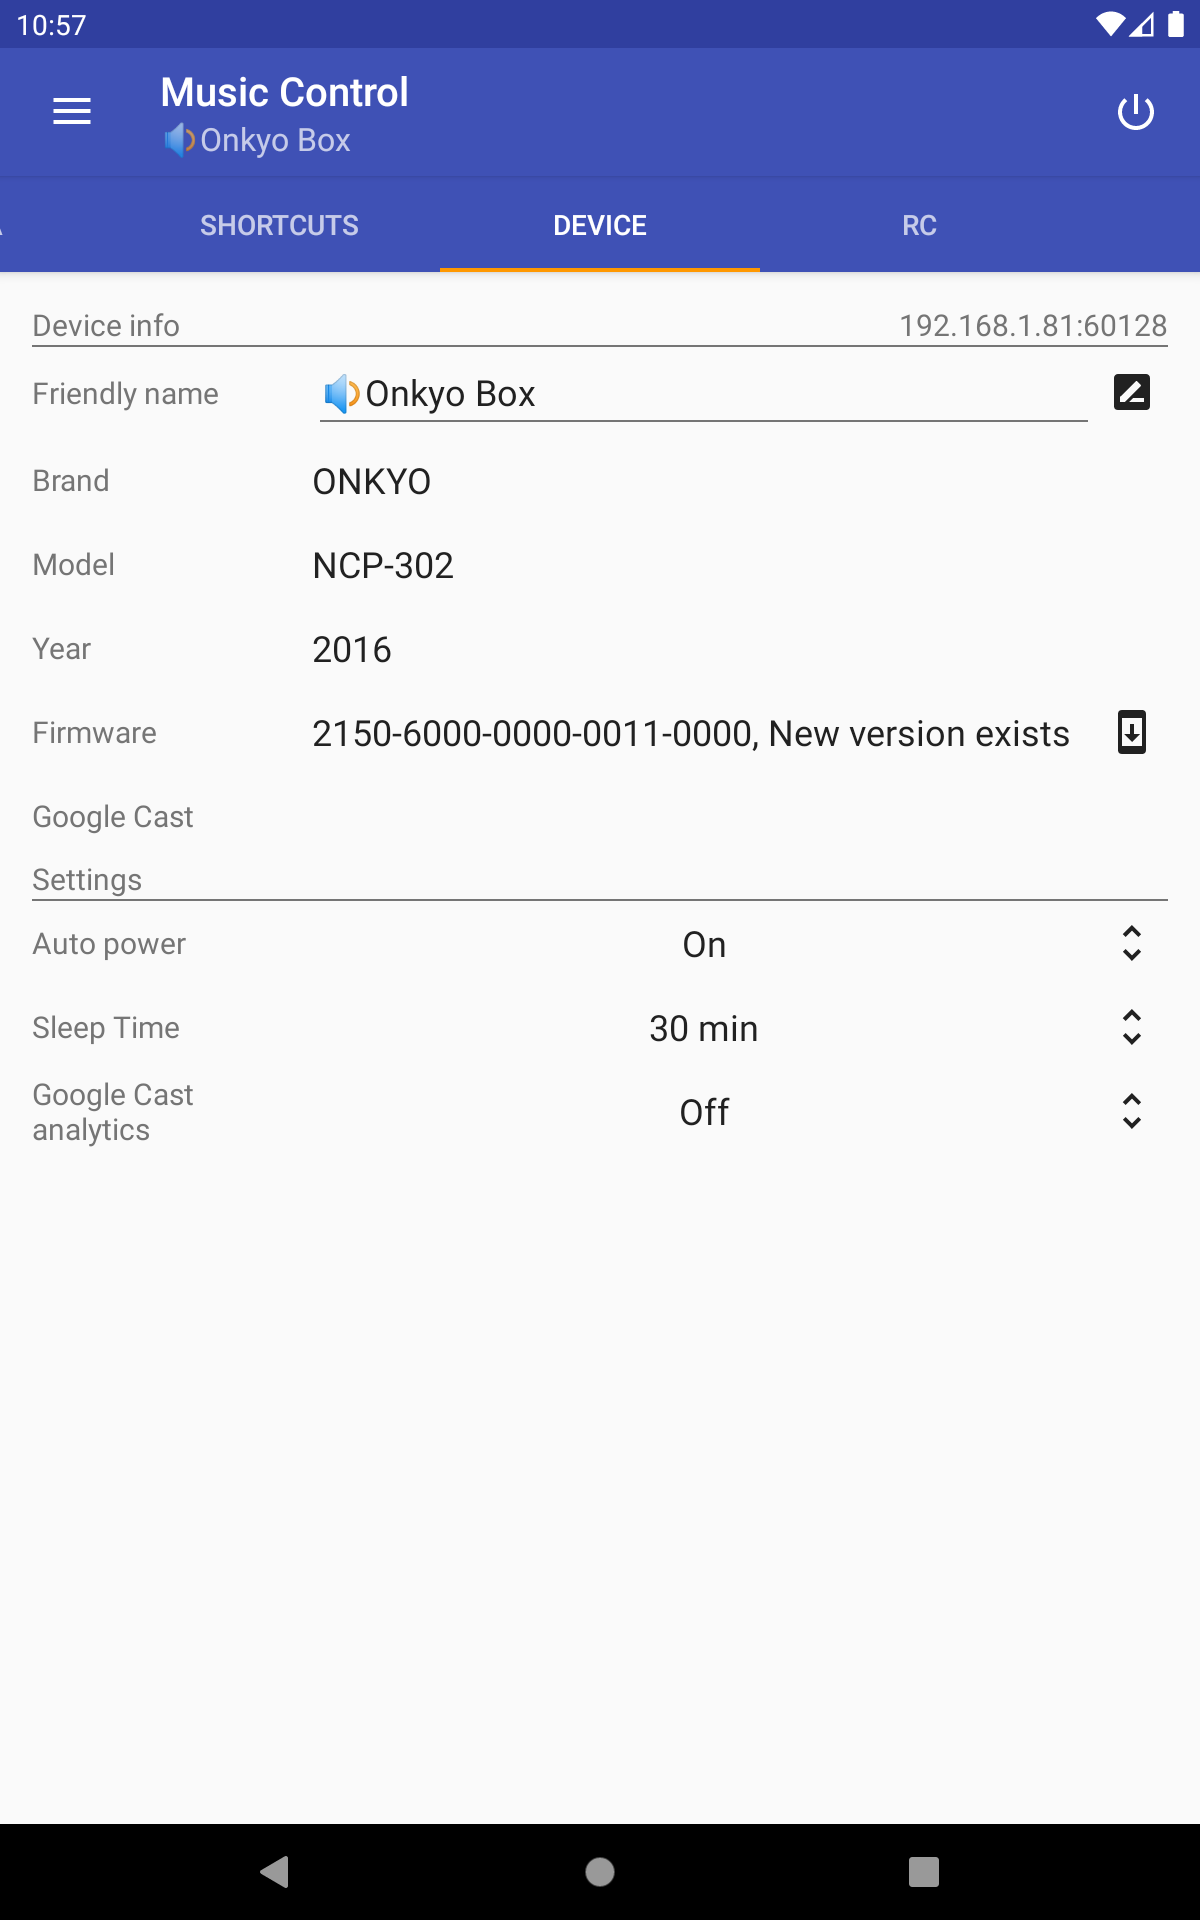 10:57
Music Control
🔊Onkyo Box
SHORTCUTS DEVICE RC
Device info 192.168.1.81:60128
Friendly name 🔊Onkyo Box
Brand ONKYO
Model NCP-302
Year 2016
Firmware 2150-6000-0000-0011-0000, New version exists
Google Cast
Settings
Auto power On
Sleep Time 30 min
Google Cast
analytics Off